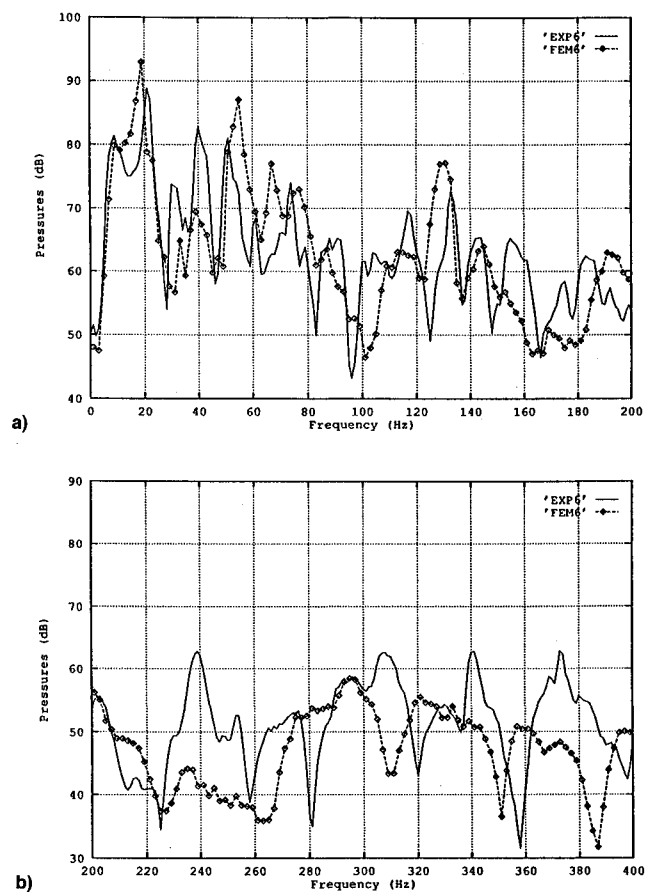 100
90
80
70
60
50
40
Pressures (dB)
'EXP6'
'FEM6'
0 20 40 60 80 100 120 140 160 180 200
Frequency (Hz)
a)
90
80
70
60
50
40
30
Pressures (dB)
'EXP6'
'FEM6'
200 220 240 260 280 300 320 340 360 380 400
Frequency (Hz)
b)